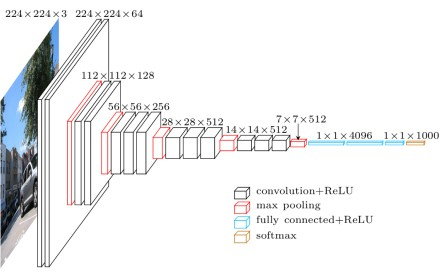 224×224×3 224×224×64
112×112×128
56×56×256
28×28×512
14×14×512
7×7×512
1×1×4096 1×1×1000
convolution+ReLU
max pooling
fully connected+ReLU
softmax